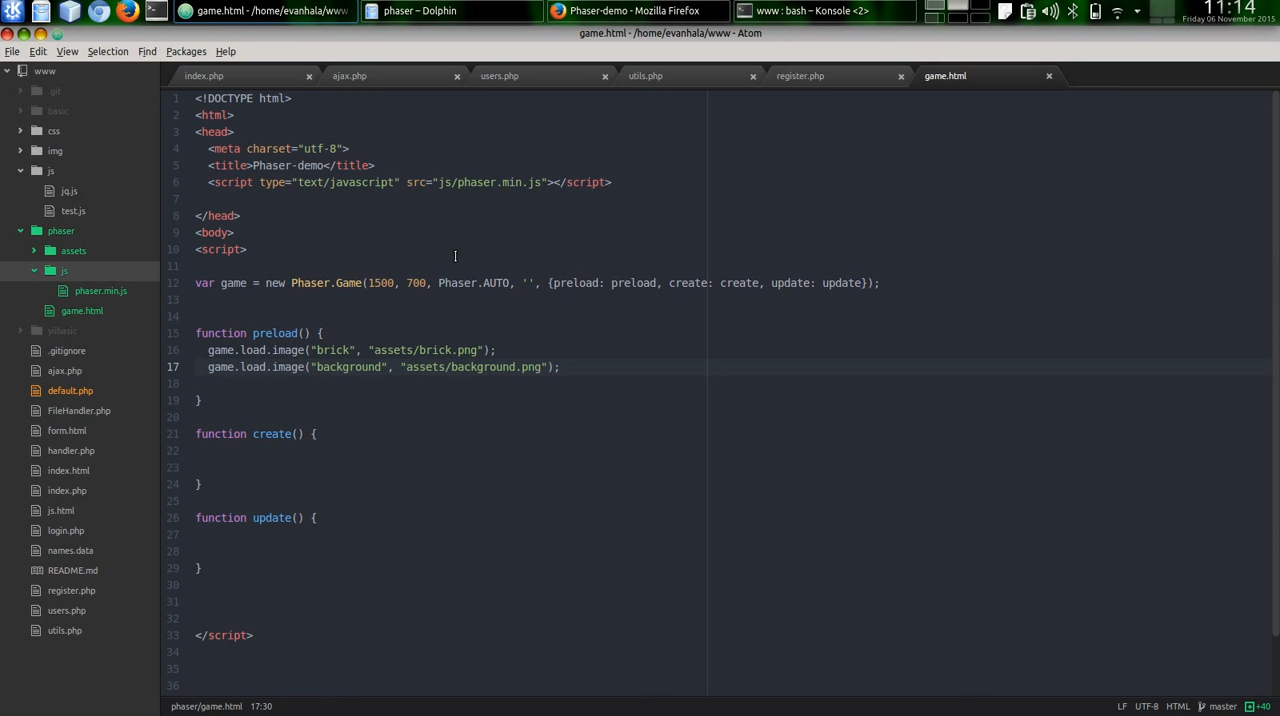 game.html - /home/evanhala/www
phaser – Dolphin
Phaser-demo - Mozilla Firefox
www : bash – Konsole <2>
11:14
Friday 06 November 2015
game.html - /home/evanhala/www - Atom
File Edit View Selection Find Packages Help
www
.git
basic
css
img
js
jq.js
test.js
phaser
assets
js
phaser.min.js
game.html
yiibasic
.gitignore
ajax.php
default.php
FileHandler.php
form.html
handler.php
index.html
index.php
js.html
login.php
names.data
README.md
register.php
users.php
utils.php
index.php ajax.php users.php utils.php register.php game.html
1 <!DOCTYPE html>
2 <html>
3 <head>
4 <meta charset="utf-8">
5 <title>Phaser-demo</title>
6 <script type="text/javascript" src="js/phaser.min.js"></script>
7
8 </head>
9 <body>
10 <script>
11
12 var game = new Phaser.Game(1500, 700, Phaser.AUTO, '', {preload: preload, create: create, update: update});
13
14
15 function preload() {
16 game.load.image("brick", "assets/brick.png");
17 game.load.image("background", "assets/background.png");
18
19 }
20
21 function create() {
22
23
24 }
25
26 function update() {
27
28
29 }
30
31
32
33 </script>
34
35
36
phaser/game.html 17:30
LF UTF-8 HTML master +40